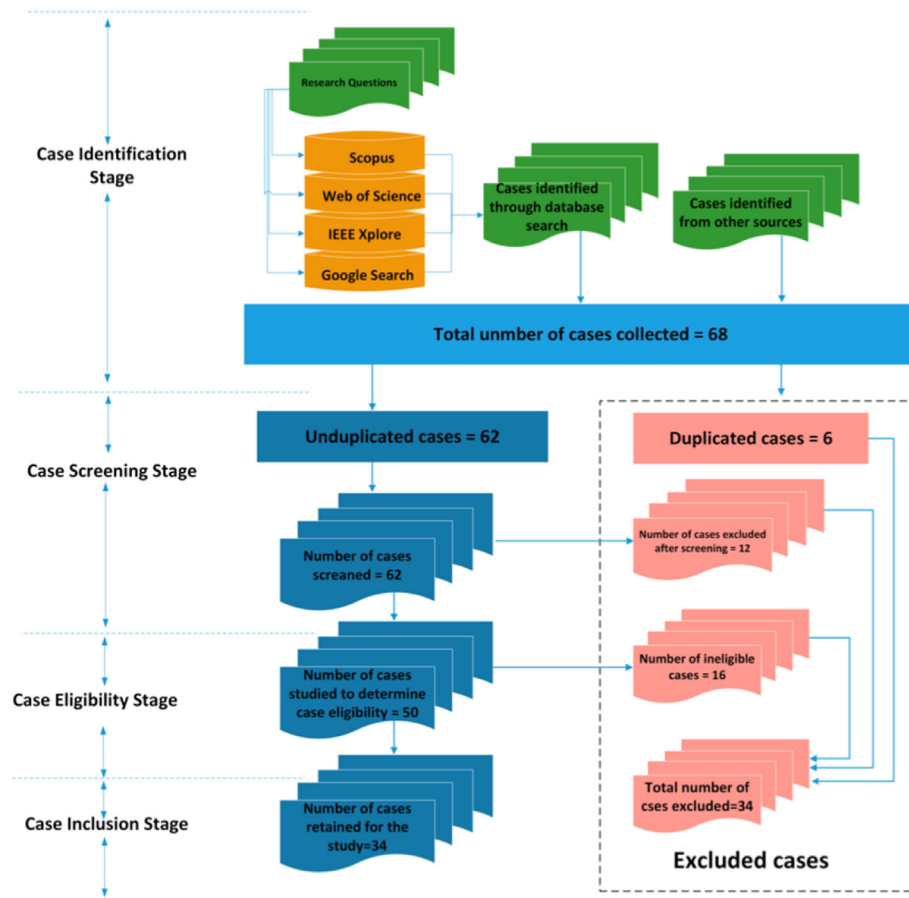 Research Questions
Case Identification
Stage
Scopus
Web of Science
IEEE Xplore
Google Search
Cases identified
through database
search
Cases identified
from other sources
Total unmber of cases collected = 68
Case Screening Stage
Unduplicated cases = 62
Duplicated cases = 6
Number of cases
screaned = 62
Number of cases excluded
after screening = 12
Case Eligibility Stage
Number of cases
studied to determine
case eligibility = 50
Number of ineligible
cases = 16
Case Inclusion Stage
Number of cases
retained for the
study=34
Total number of
cses excluded=34
Excluded cases